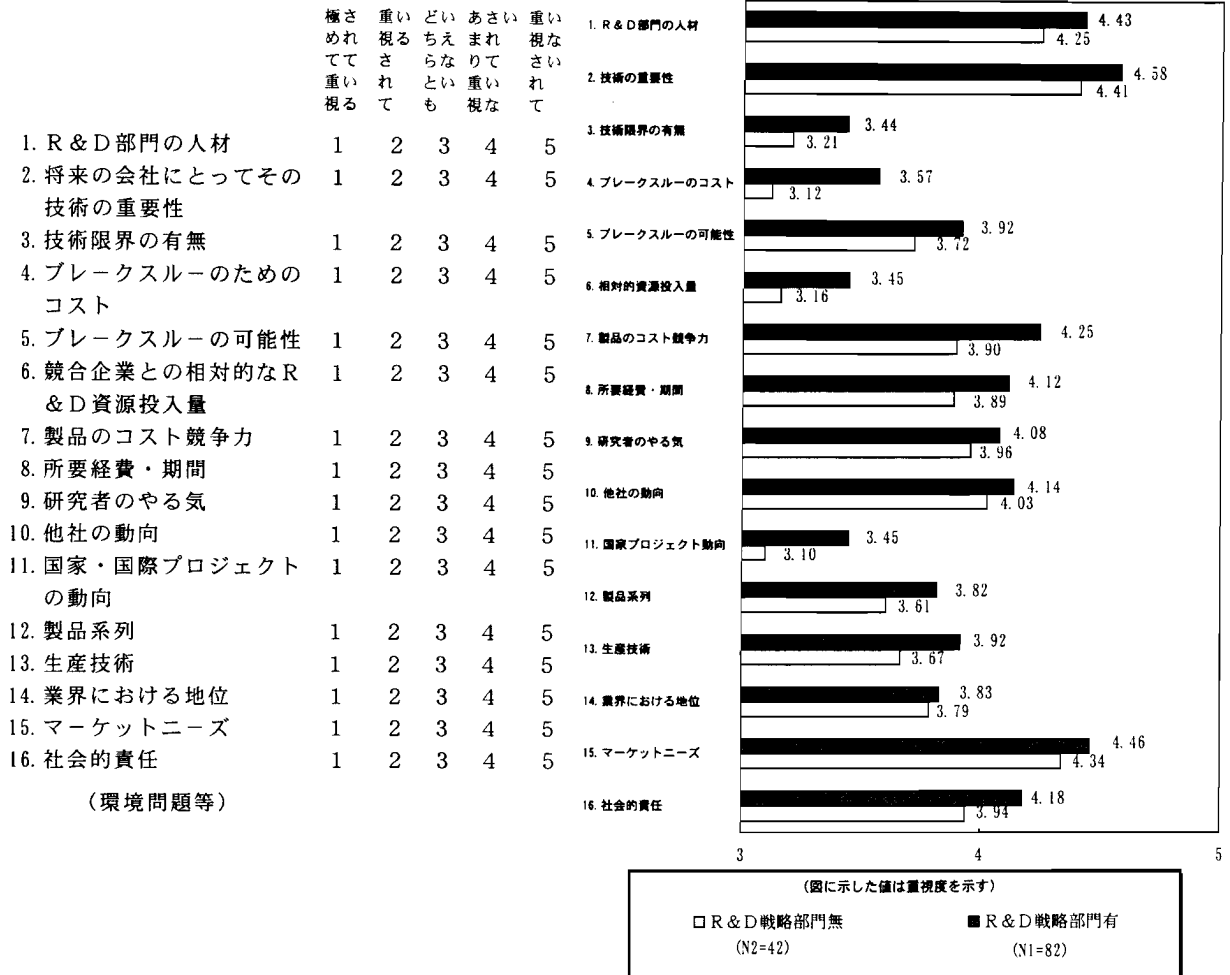 極さ 重い どい あさい 重い
めれ 視る ちえ まれ 視な
てて さ らな りて さい
重い れ とい 重い れ
視る て も 視な て
1. R&D部門の人材 1 2 3 4 5
2. 将来の会社にとってその 1 2 3 4 5
技術の重要性
3. 技術限界の有無 1 2 3 4 5
4. ブレークスルーのための 1 2 3 4 5
コスト
5. ブレークスルーの可能性 1 2 3 4 5
6. 競合企業との相対的なR 1 2 3 4 5
&D資源投入量
7. 製品のコスト競争力 1 2 3 4 5
8. 所要経費・期間 1 2 3 4 5
9. 研究者のやる気 1 2 3 4 5
10. 他社の動向 1 2 3 4 5
11. 国家・国際プロジェクト 1 2 3 4 5
の動向
12. 製品系列 1 2 3 4 5
13. 生産技術 1 2 3 4 5
14. 業界における地位 1 2 3 4 5
15. マーケットニーズ 1 2 3 4 5
16. 社会的責任 1 2 3 4 5
(環境問題等)
1. R&D部門の人材 4.43
4.25
2. 技術の重要性 4.58
4.41
3. 技術限界の有無 3.44
3.21
4. ブレークスルーのコスト 3.57
3.12
5. ブレークスルーの可能性 3.92
3.72
6. 相対的資源投入量 3.45
3.16
7. 製品のコスト競争力 4.25
3.90
8. 所要経費・期間 4.12
3.89
9. 研究者のやる気 4.08
3.96
10. 他社の動向 4.14
4.03
11. 国家プロジェクト動向 3.45
3.10
12. 製品系列 3.82
3.61
13. 生産技術 3.92
3.67
14. 業界における地位 3.83
3.79
15. マーケットニーズ 4.46
4.34
16. 社会的責任 4.18
3.94
3 4 5
(図に示した値は重視度を示す)
□R&D戦略部門無 ■R&D戦略部門有
(N2=42) (N1=82)